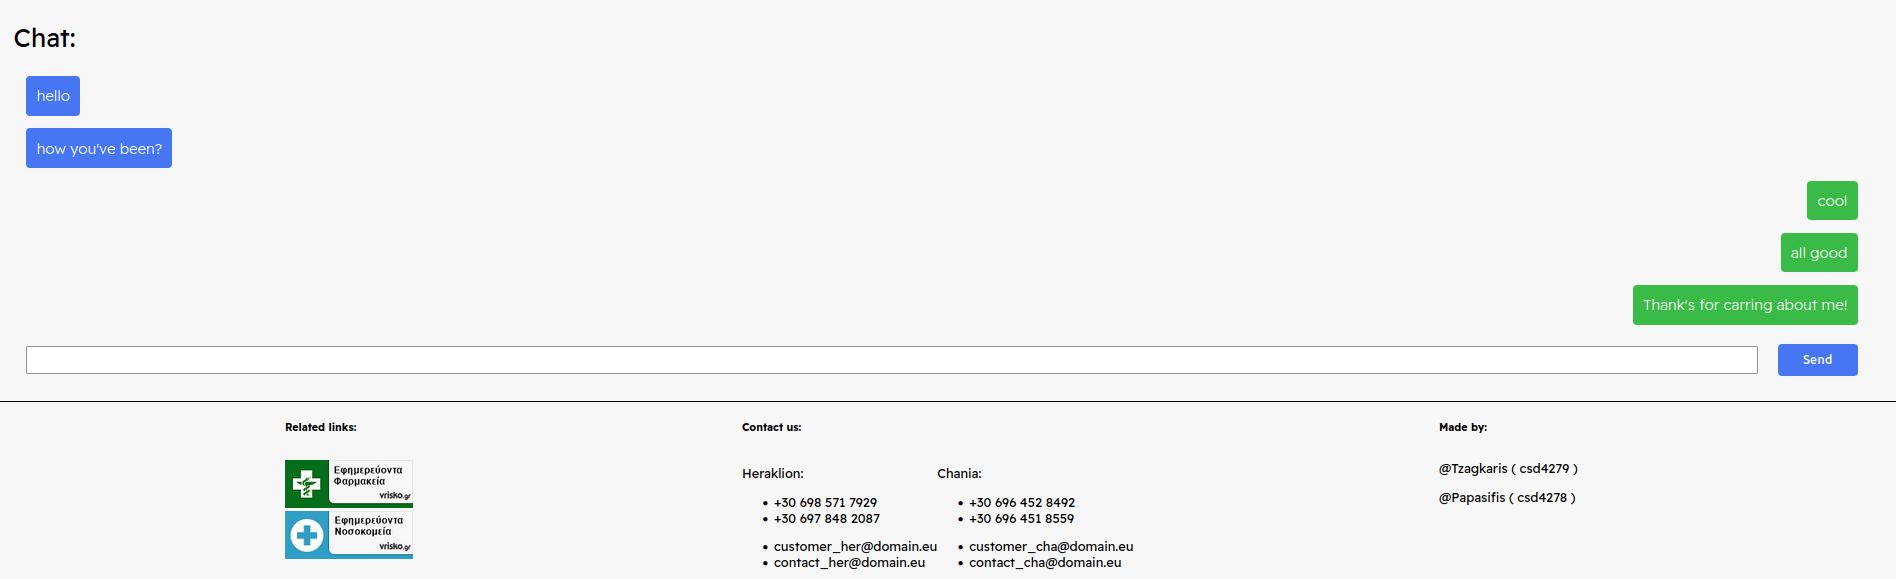 Chat:
hello
how you've been?
cool
all good
Thank's for carring about me!
Send
Related links:
Εφημερεύοντα
Φαρμακεία
vrisko.gr
Εφημερεύοντα
Νοσοκομεία
vrisko.gr
Contact us:
Heraklion:
• +30 698 571 7929
• +30 697 848 2087
• customer_her@domain.eu
• contact_her@domain.eu
Chania:
• +30 696 452 8492
• +30 696 451 8559
• customer_cha@domain.eu
• contact_cha@domain.eu
Made by:
@Tzagkaris ( csd4279 )
@Papasifis ( csd4278 )